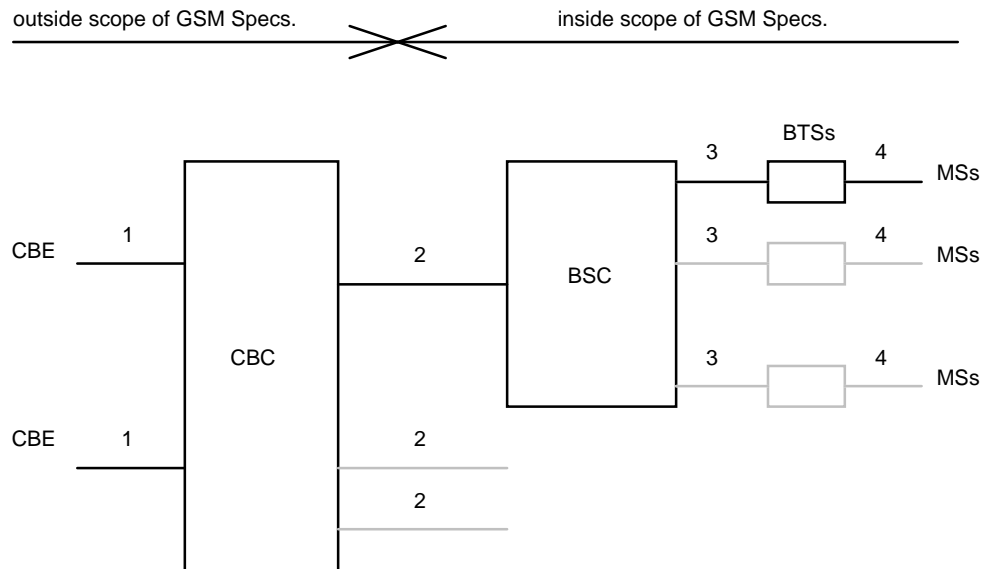 outside scope of GSM Specs.
inside scope of GSM Specs.
BTSs
3
4
MSs
CBE
1
2
3
4
MSs
BSC
CBC
3
4
MSs
CBE
1
2
2